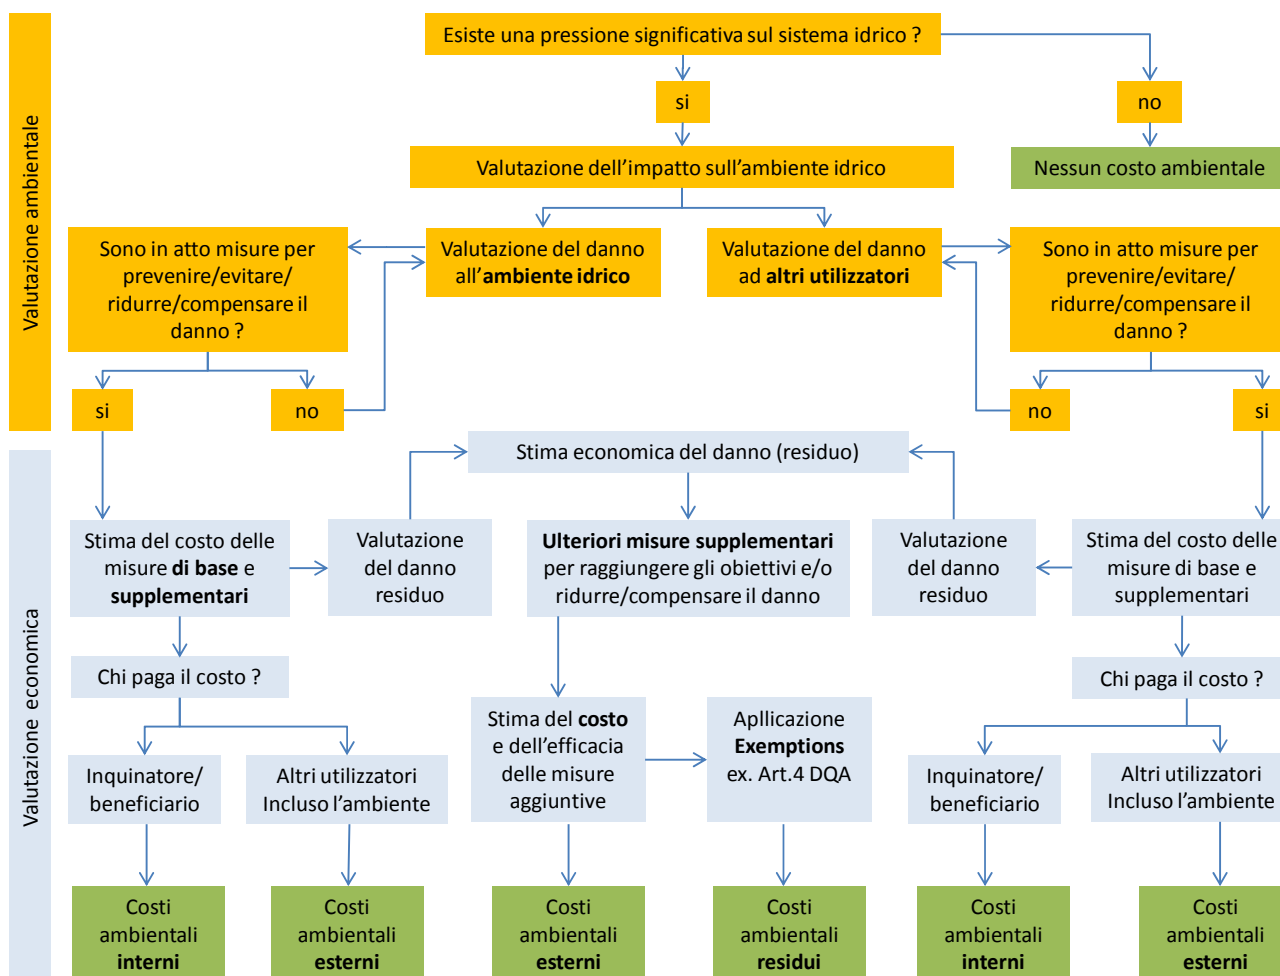 Valutazione ambientale
Esiste una pressione significativa sul sistema idrico ?
si
no
Valutazione dell’impatto sull’ambiente idrico
Nessun costo ambientale
Sono in atto misure per
prevenire/evitare/
ridurre/compensare il
danno ?
Valutazione del danno
all’ambiente idrico
Valutazione del danno
ad altri utilizzatori
Sono in atto misure per
prevenire/evitare/
ridurre/compensare il
danno ?
si
no
no
si
Valutazione economica
Stima economica del danno (residuo)
Stima del costo delle
misure di base e
supplementari
Valutazione
del danno
residuo
Ulteriori misure supplementari
per raggiungere gli obiettivi e/o
ridurre/compensare il danno
Valutazione
del danno
residuo
Stima del costo delle
misure di base e
supplementari
Chi paga il costo ?
Chi paga il costo ?
Inquinatore/
beneficiario
Altri utilizzatori
Incluso l’ambiente
Stima del costo
e dell’efficacia
delle misure
aggiuntive
Apllicazione
Exemptions
ex. Art.4 DQA
Inquinatore/
beneficiario
Altri utilizzatori
Incluso l’ambiente
Costi
ambientali
interni
Costi
ambientali
esterni
Costi
ambientali
esterni
Costi
ambientali
residui
Costi
ambientali
interni
Costi
ambientali
esterni